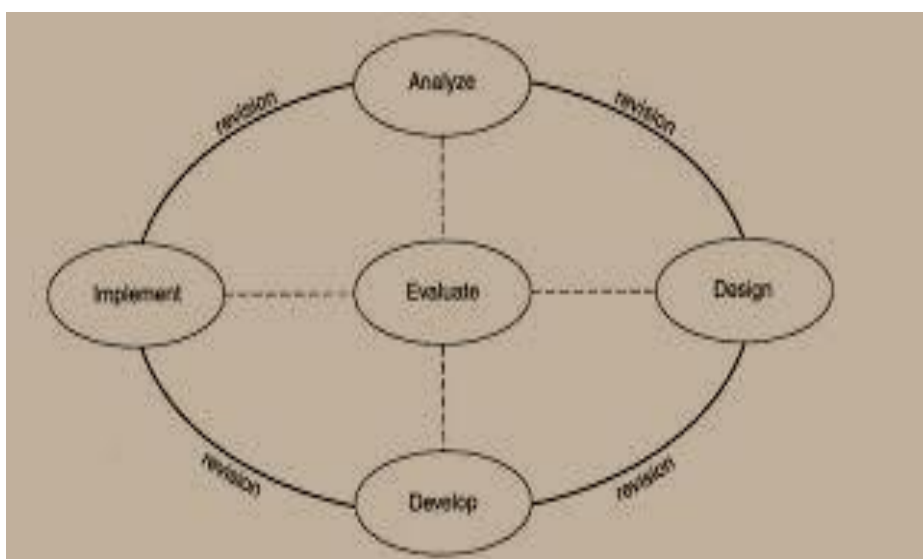 Analyze
revision
revision
Implement
Evaluate
Design
revision
revision
Develop